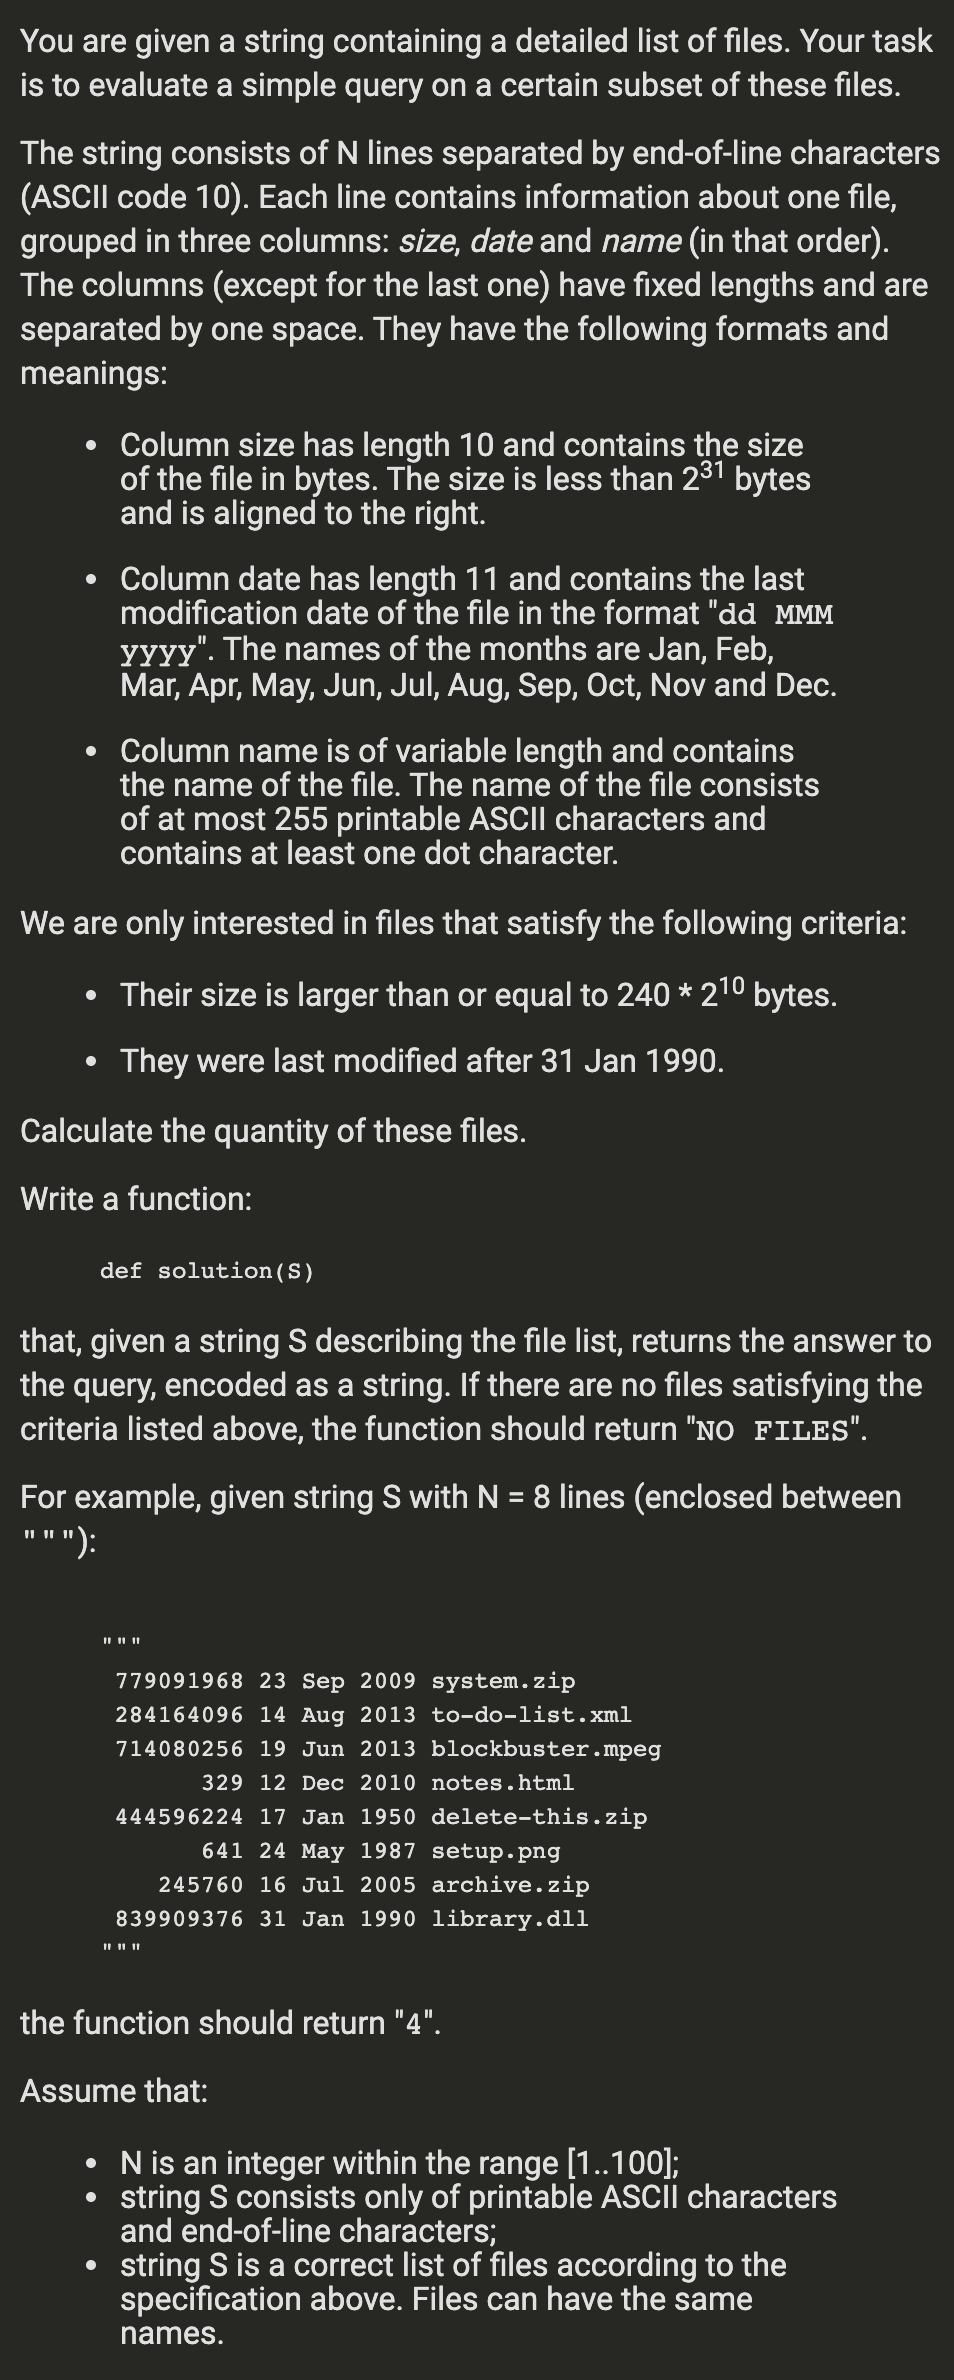 You are given a string containing a detailed list of files. Your task
is to evaluate a simple query on a certain subset of these files.
The string consists of N lines separated by end-of-line characters
(ASCII code 10). Each line contains information about one file,
grouped in three columns: size, date and name (in that order).
The columns (except for the last one) have fixed lengths and are
separated by one space. They have the following formats and
meanings:
• Column size has length 10 and contains the size
of the file in bytes. The size is less than 2^31 bytes
and is aligned to the right.
• Column date has length 11 and contains the last
modification date of the file in the format "dd MMM
yyyy". The names of the months are Jan, Feb,
Mar, Apr, May, Jun, Jul, Aug, Sep, Oct, Nov and Dec.
• Column name is of variable length and contains
the name of the file. The name of the file consists
of at most 255 printable ASCII characters and
contains at least one dot character.
We are only interested in files that satisfy the following criteria:
• Their size is larger than or equal to 240 * 2^10 bytes.
• They were last modified after 31 Jan 1990.
Calculate the quantity of these files.
Write a function:
def solution(S)
that, given a string S describing the file list, returns the answer to
the query, encoded as a string. If there are no files satisfying the
criteria listed above, the function should return "NO FILES".
For example, given string S with N = 8 lines (enclosed between
"""):
"""
 779091968 23 Sep 2009 system.zip
 284164096 14 Aug 2013 to-do-list.xml
 714080256 19 Jun 2013 blockbuster.mpeg
       329 12 Dec 2010 notes.html
 444596224 17 Jan 1950 delete-this.zip
       641 24 May 1987 setup.png
    245760 16 Jul 2005 archive.zip
 839909376 31 Jan 1990 library.dll
"""
the function should return "4".
Assume that:
• N is an integer within the range [1..100];
• string S consists only of printable ASCII characters
and end-of-line characters;
• string S is a correct list of files according to the
specification above. Files can have the same
names.